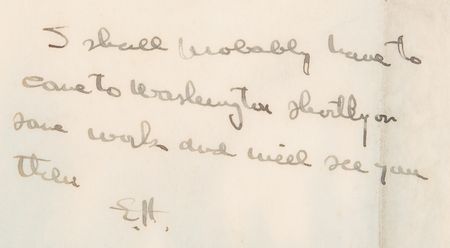 I shall probably have to
come to Washington shortly on
some work and will see you
then
E.H.